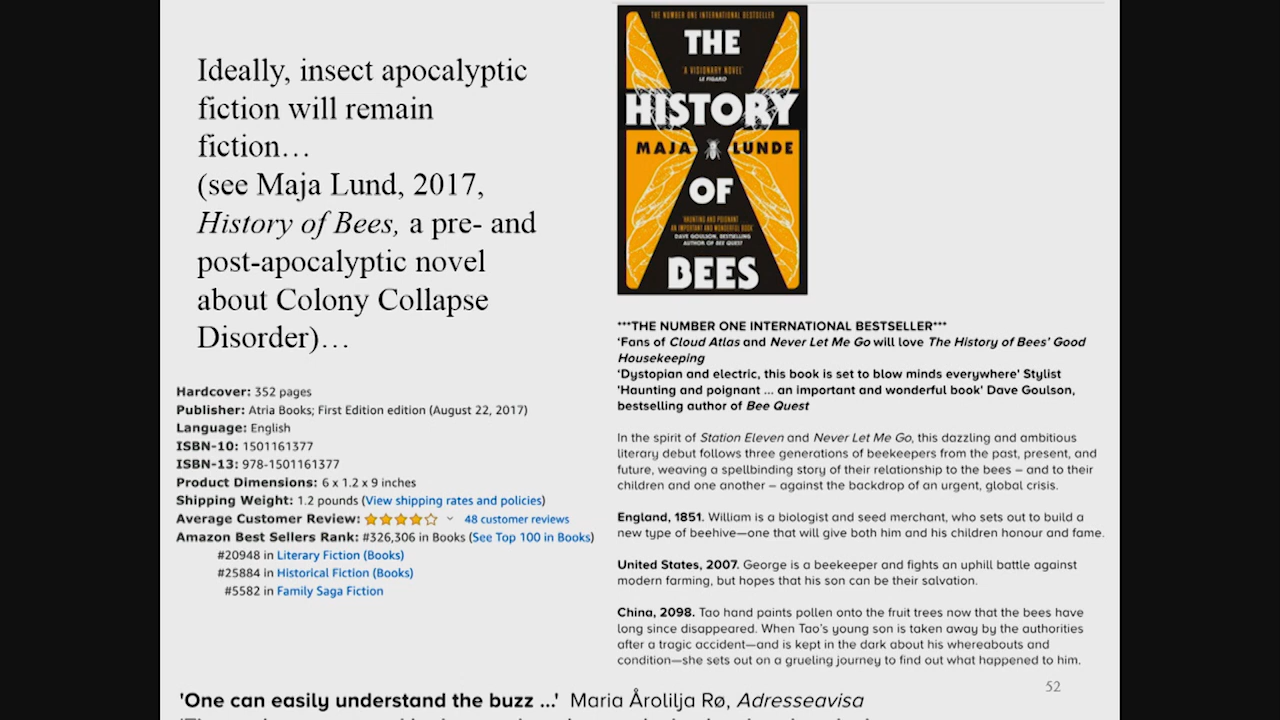 Ideally, insect apocalyptic
fiction will remain
fiction…
(see Maja Lund, 2017,
History of Bees, a pre- and
post-apocalyptic novel
about Colony Collapse
Disorder)…
Hardcover: 352 pages
Publisher: Atria Books; First Edition edition (August 22, 2017)
Language: English
ISBN-10: 1501161377
ISBN-13: 978-1501161377
Product Dimensions: 6 x 1.2 x 9 inches
Shipping Weight: 1.2 pounds (View shipping rates and policies)
Average Customer Review: 48 customer reviews
Amazon Best Sellers Rank: #326,306 in Books (See Top 100 in Books)
#20948 in Literary Fiction (Books)
#25884 in Historical Fiction (Books)
#5582 in Family Saga Fiction
THE NUMBER ONE INTERNATIONAL BESTSELLER
THE
'A VISIONARY NOVEL'
LE FIGARO
HISTORY
MAJA LUNDE
OF
'HAUNTING AND POIGNANT ...
AN IMPORTANT AND WONDERFUL BOOK'
DAVE GOULSON, BESTSELLING
AUTHOR OF BEE QUEST
BEES
***THE NUMBER ONE INTERNATIONAL BESTSELLER***
'Fans of Cloud Atlas and Never Let Me Go will love The History of Bees' Good
Housekeeping
'Dystopian and electric, this book is set to blow minds everywhere' Stylist
'Haunting and poignant ... an important and wonderful book' Dave Goulson,
bestselling author of Bee Quest
In the spirit of Station Eleven and Never Let Me Go, this dazzling and ambitious
literary debut follows three generations of beekeepers from the past, present, and
future, weaving a spellbinding story of their relationship to the bees – and to their
children and one another – against the backdrop of an urgent, global crisis.
England, 1851. William is a biologist and seed merchant, who sets out to build a
new type of beehive—one that will give both him and his children honour and fame.
United States, 2007. George is a beekeeper and fights an uphill battle against
modern farming, but hopes that his son can be their salvation.
China, 2098. Tao hand paints pollen onto the fruit trees now that the bees have
long since disappeared. When Tao's young son is taken away by the authorities
after a tragic accident—and is kept in the dark about his whereabouts and
condition—she sets out on a grueling journey to find out what happened to him.
52
'One can easily understand the buzz ...' Maria Årolilja Rø, Adresseavisa